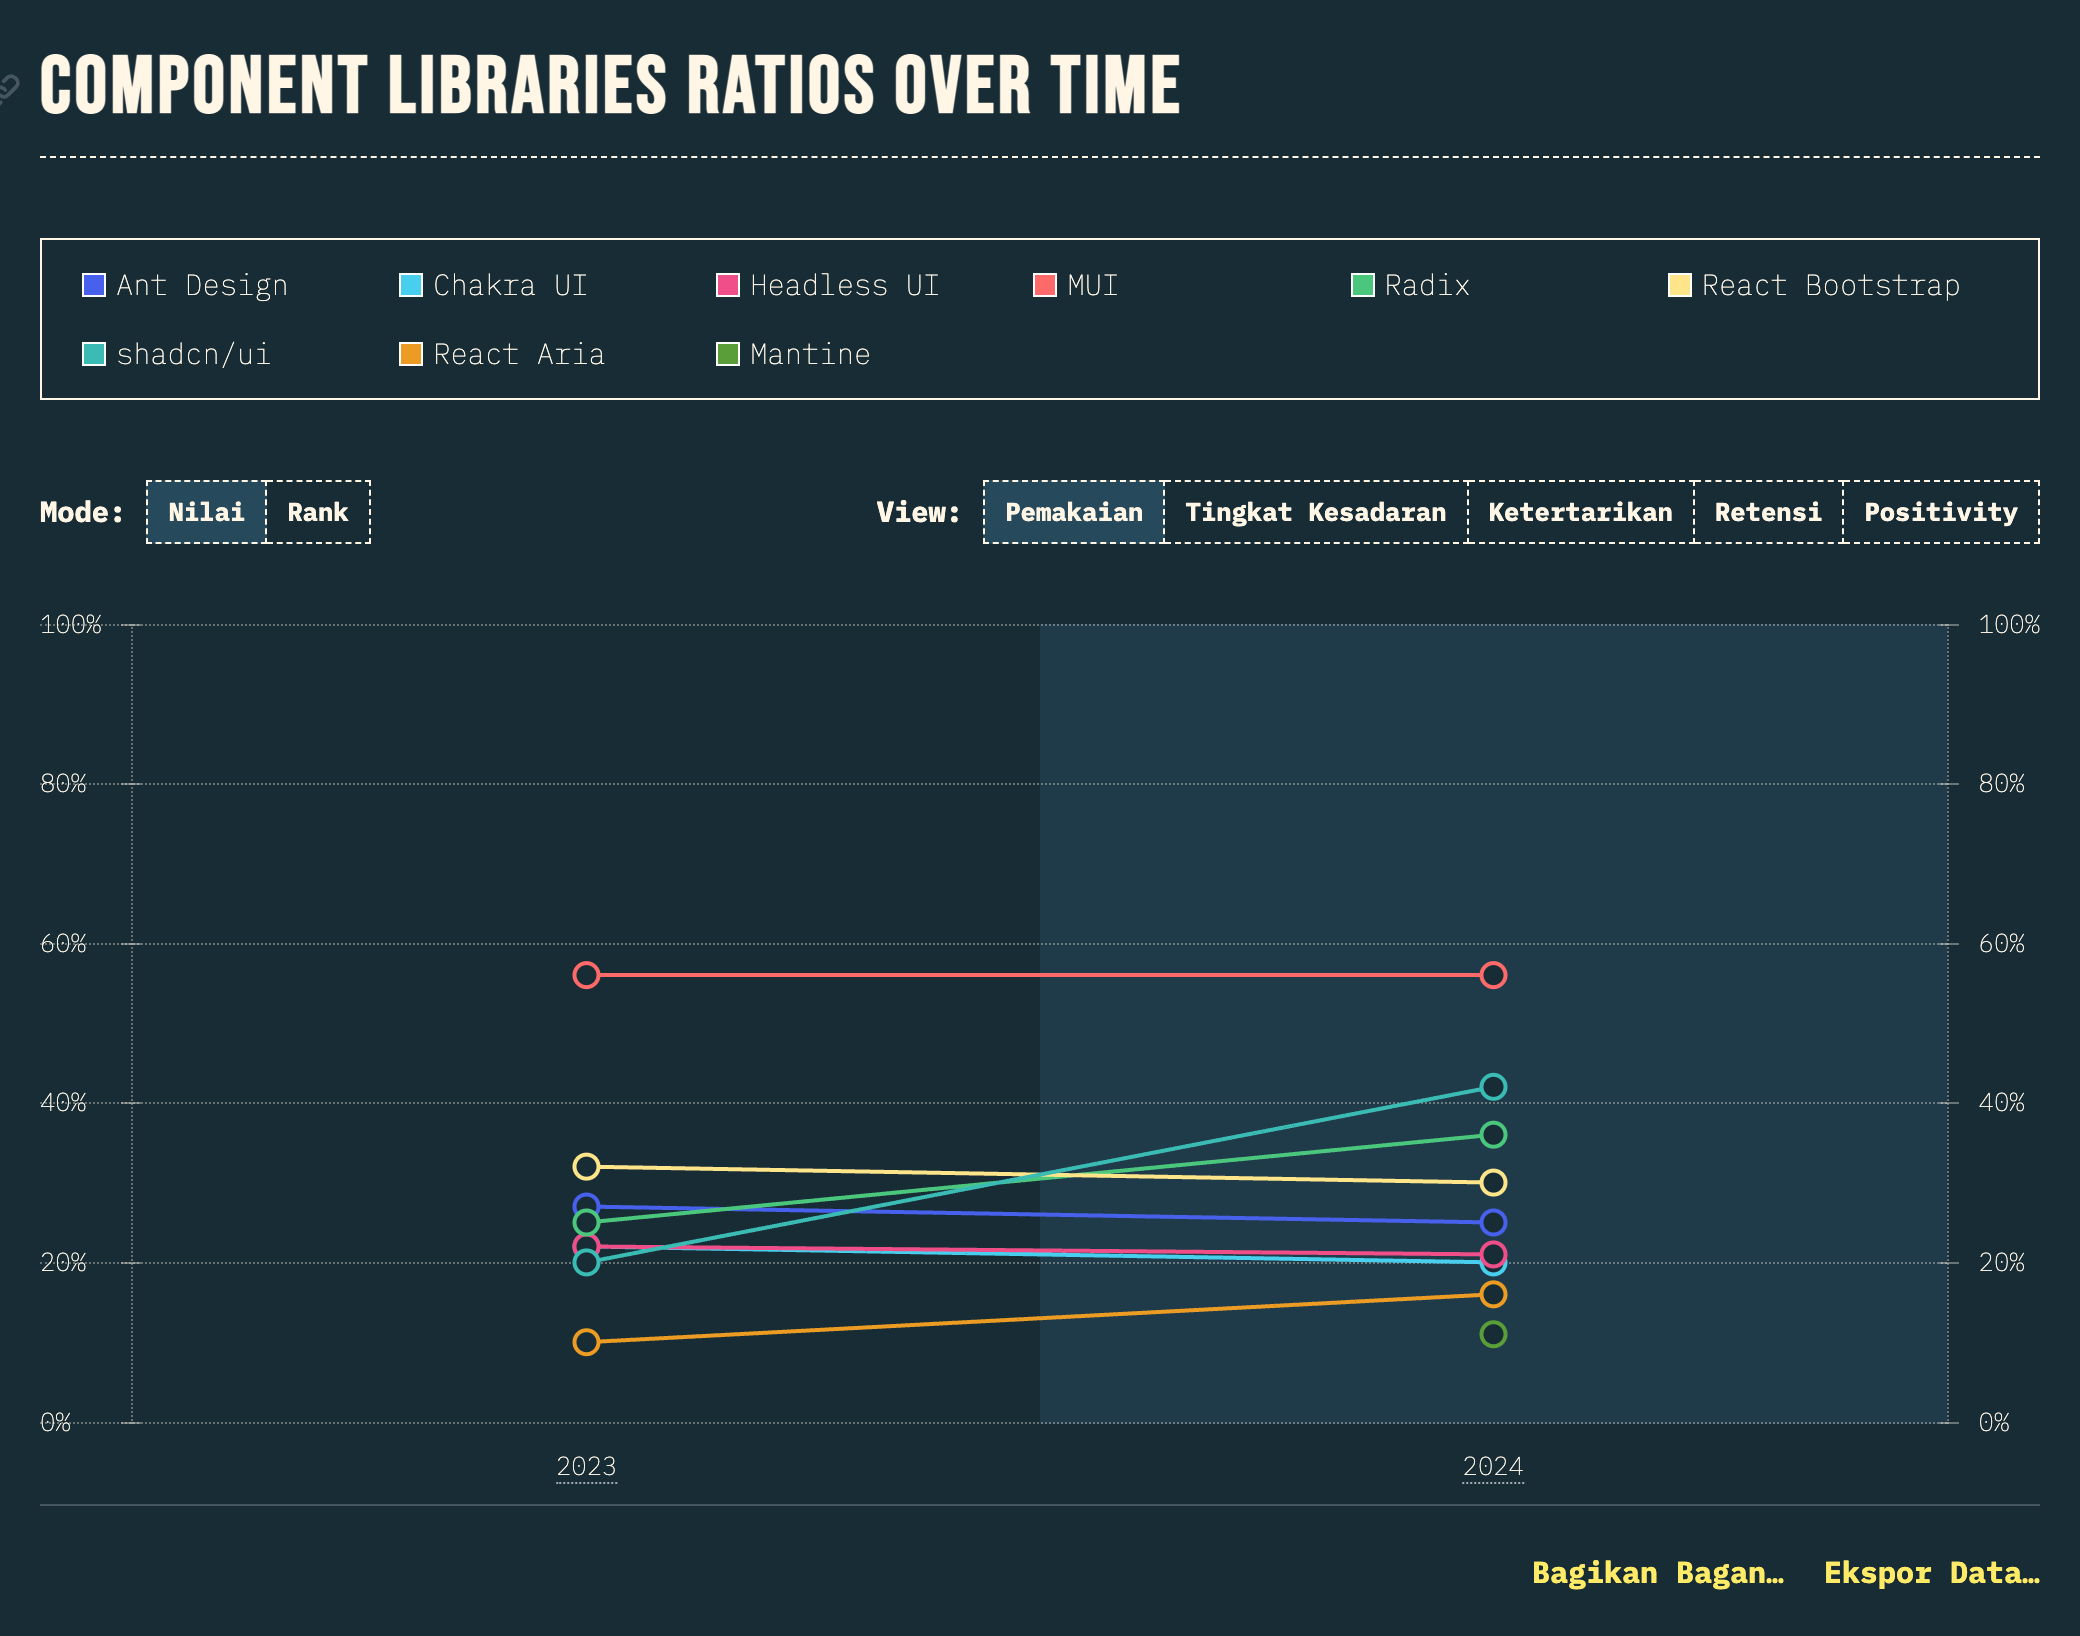 COMPONENT LIBRARIES RATIOS OVER TIME
Ant Design Chakra UI Headless UI MUI Radix React Bootstrap
shadcn/ui React Aria Mantine
Mode: Nilai Rank View: Pemakaian Tingkat Kesadaran Ketertarikan Retensi Positivity
100% 100%
80% 80%
60% 60%
40% 40%
20% 20%
0% 0%
2023 2024
Bagikan Bagan… Ekspor Data…